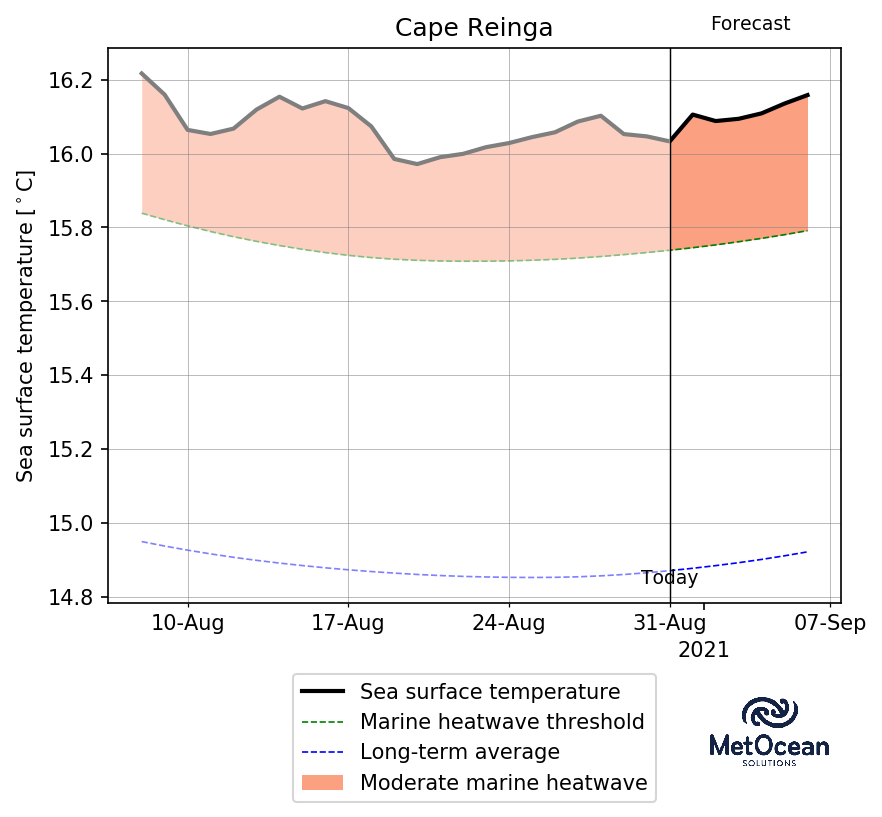 Cape Reinga
Forecast
Sea surface temperature [°C]
16.2
16.0
15.8
15.6
15.4
15.2
15.0
14.8
Today
10-Aug 17-Aug 24-Aug 31-Aug 07-Sep
2021
Sea surface temperature
Marine heatwave threshold
Long-term average
Moderate marine heatwave
MetOcean
SOLUTIONS